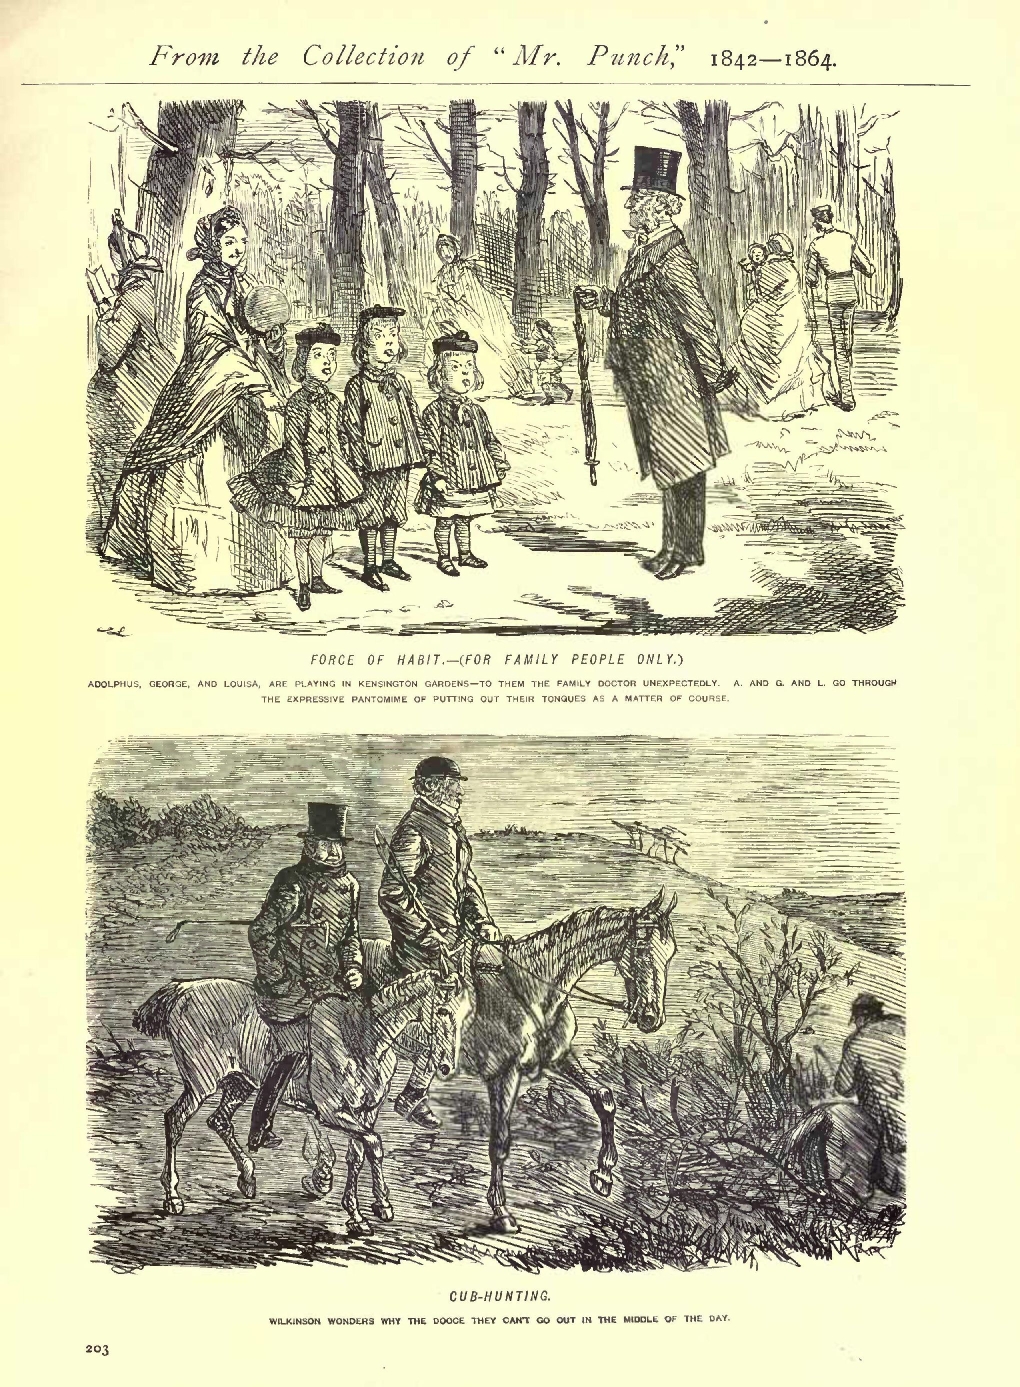 From the Collection of "Mr. Punch," 1842—1864.
FORCE OF HABIT.—(FOR FAMILY PEOPLE ONLY.)
ADOLPHUS, GEORGE, AND LOUISA, ARE PLAYING IN KENSINGTON GARDENS—TO THEM THE FAMILY DOCTOR UNEXPECTEDLY. A. AND G. AND L. GO THROUGH
THE EXPRESSIVE PANTOMIME OF PUTTING OUT THEIR TONGUES AS A MATTER OF COURSE.
CUB-HUNTING.
WILKINSON WONDERS WHY THE DOOCE THEY CAN'T GO OUT IN THE MIDDLE OF THE DAY.
203